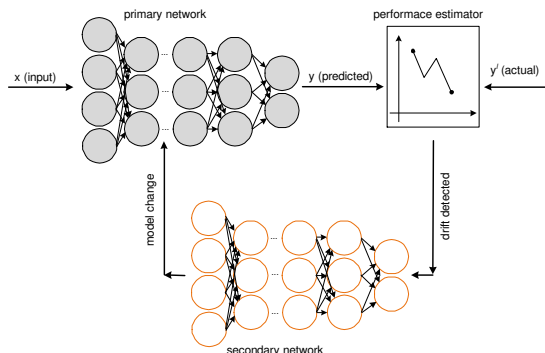 primary network
performace estimator
x (input)
...
...
y (predicted)
y' (actual)
model change
drift detected
...
...
secondary network